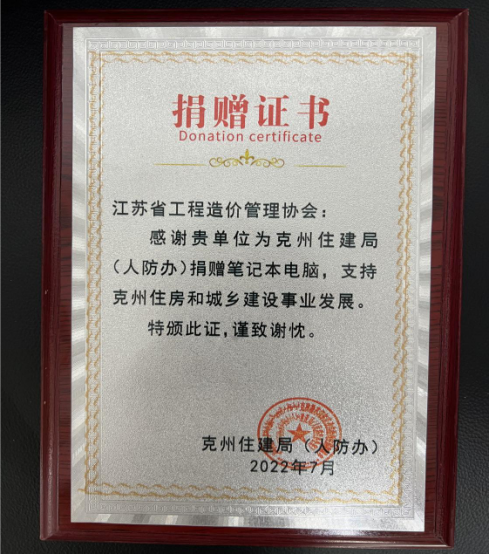 捐赠证书
Donation certificate
江苏省工程造价管理协会：
感谢贵单位为克州住建局
（人防办）捐赠笔记本电脑，支持
克州住房和城乡建设事业发展。
特颁此证，谨致谢忱。
克州住建局（人防办）
2022年7月